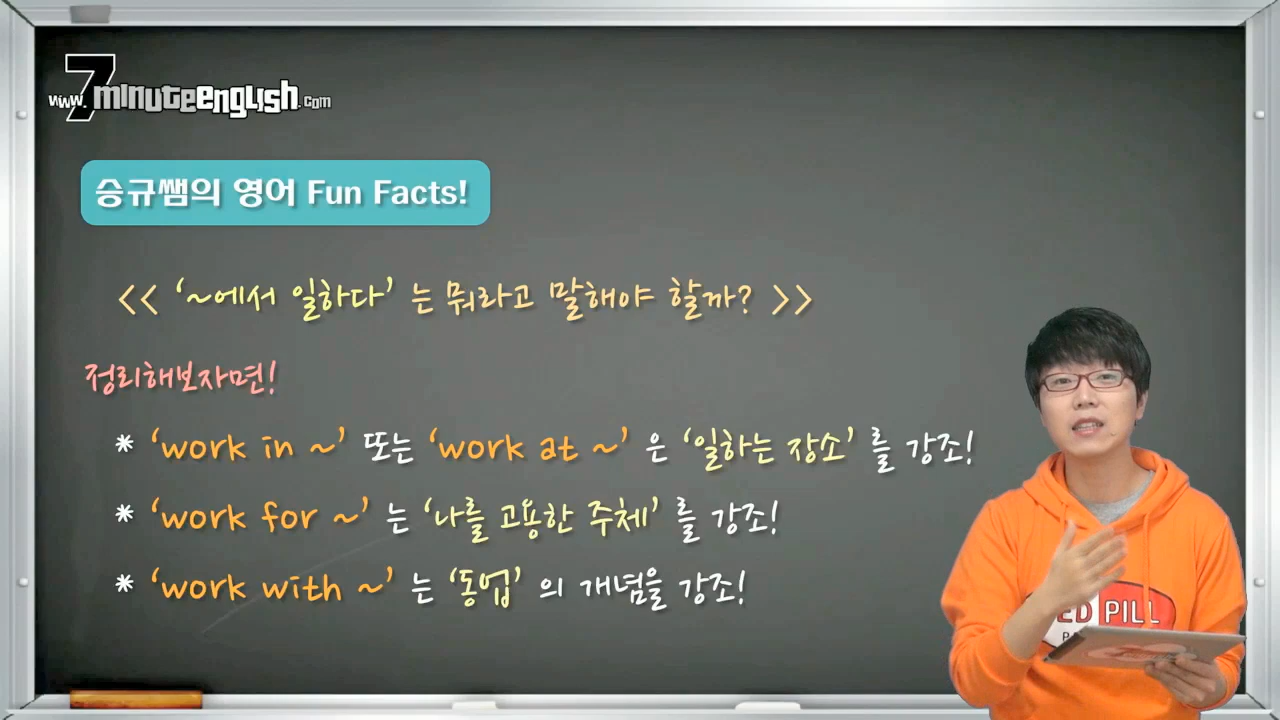 www.7minuteenglish.com
승규쌤의 영어 Fun Facts!
<< ‘~에서 일하다’ 는 뭐라고 말해야 할까? >>
정리해보자면!
* ‘work in ~’ 또는 ‘work at ~’ 은 ‘일하는 장소’ 를 강조!
* ‘work for ~’ 는 ‘나를 고용한 주체’ 를 강조!
* ‘work with ~’ 는 ‘동업’ 의 개념을 강조!
PILL